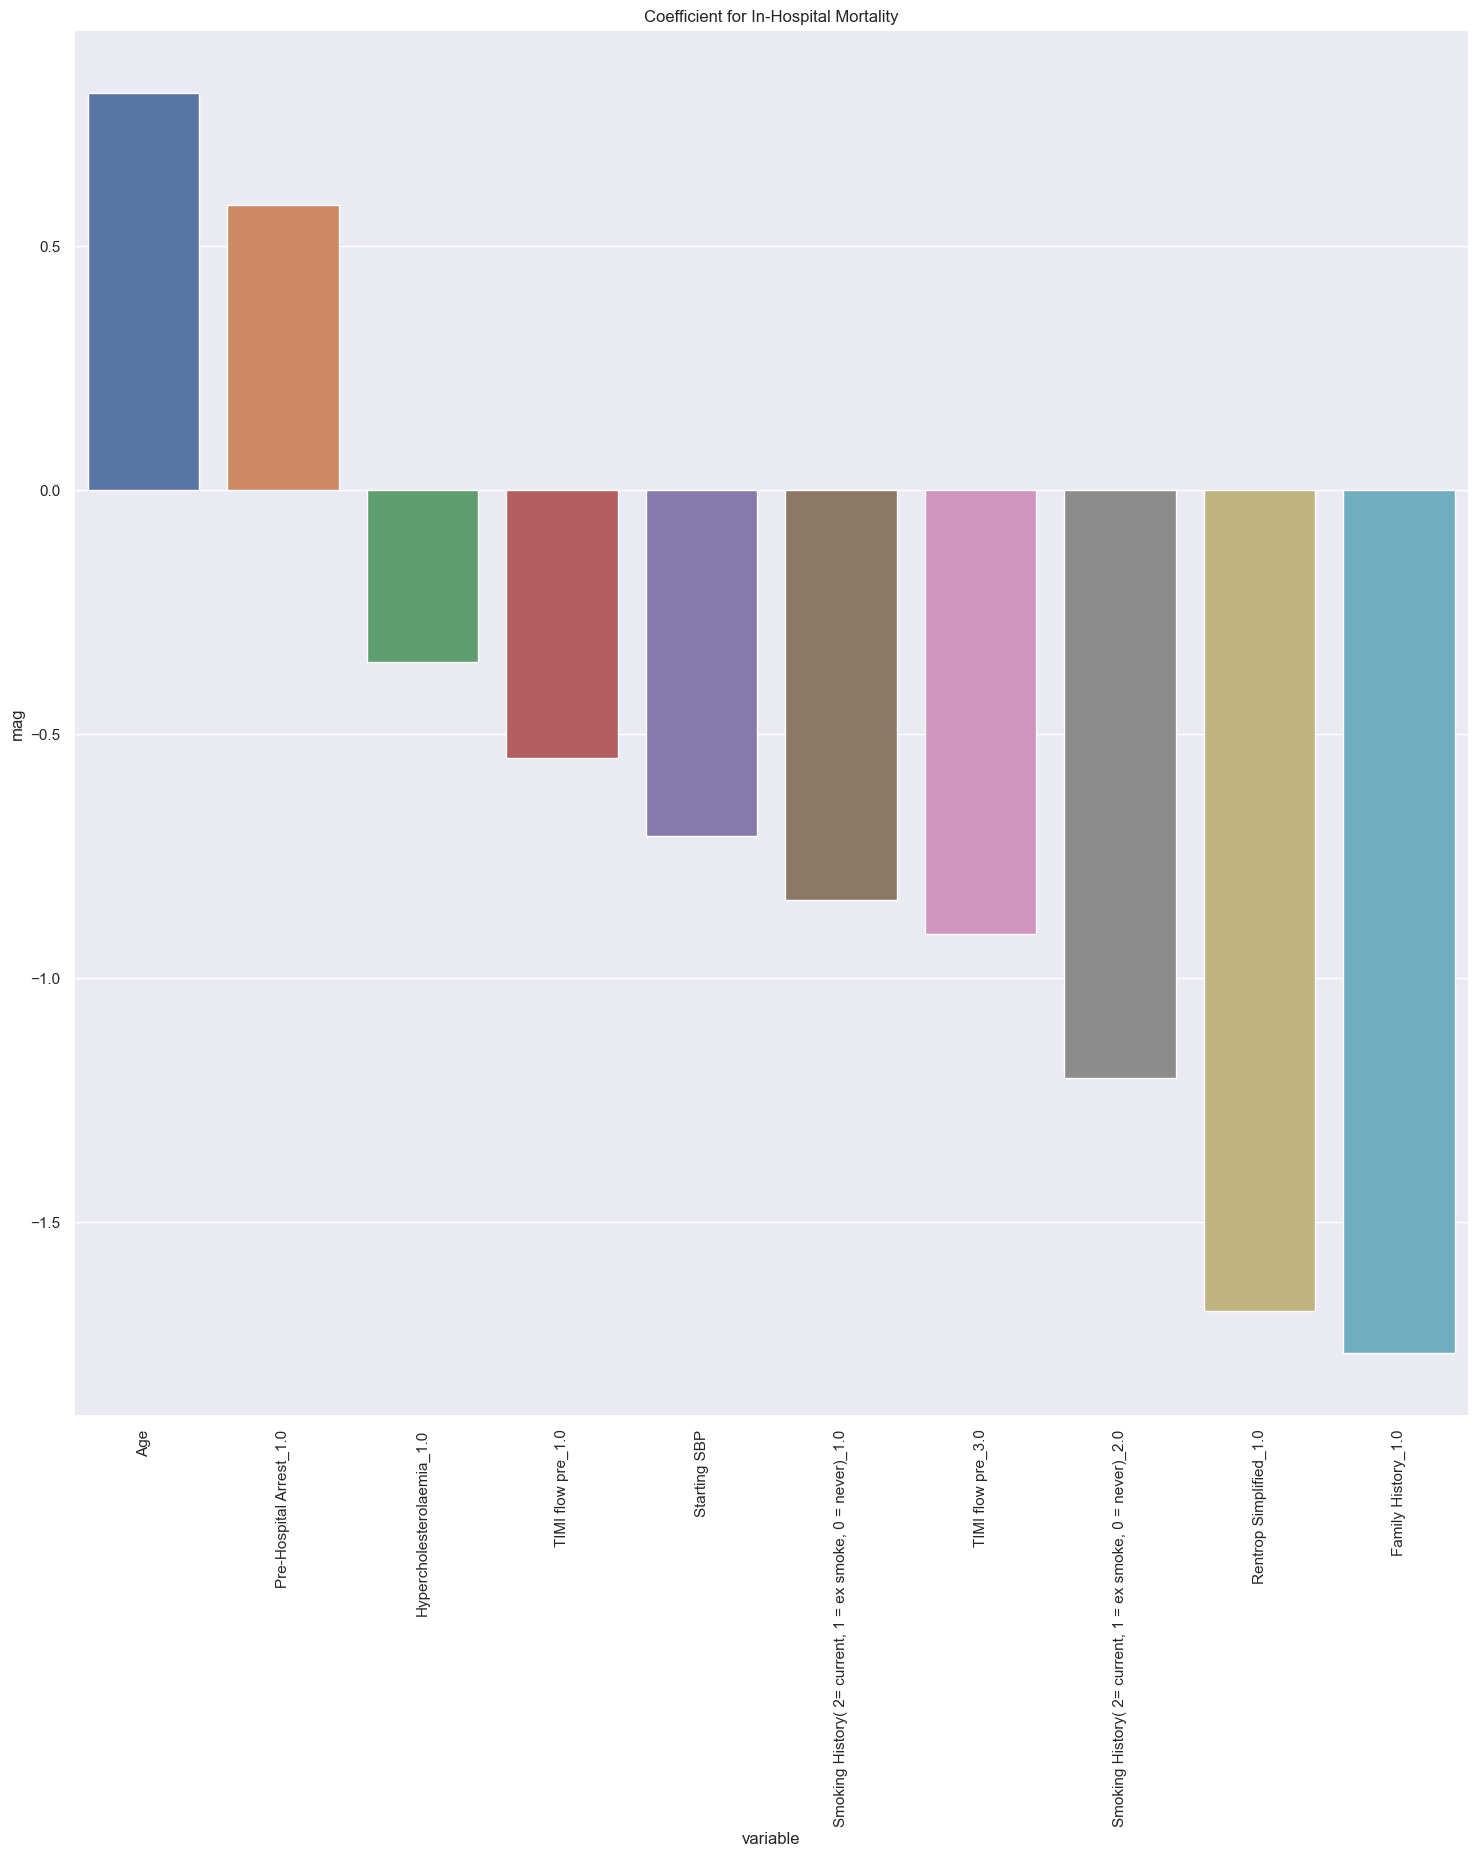 Coefficient for In-Hospital Mortality
mag
0.5
0.0
−0.5
−1.0
−1.5
Age
Pre-Hospital Arrest_1.0
Hypercholesterolaemia_1.0
TIMI flow pre_1.0
Starting SBP
Smoking History( 2= current, 1 = ex smoke, 0 = never)_1.0
TIMI flow pre_3.0
Smoking History( 2= current, 1 = ex smoke, 0 = never)_2.0
Rentrop Simplified_1.0
Family History_1.0
variable